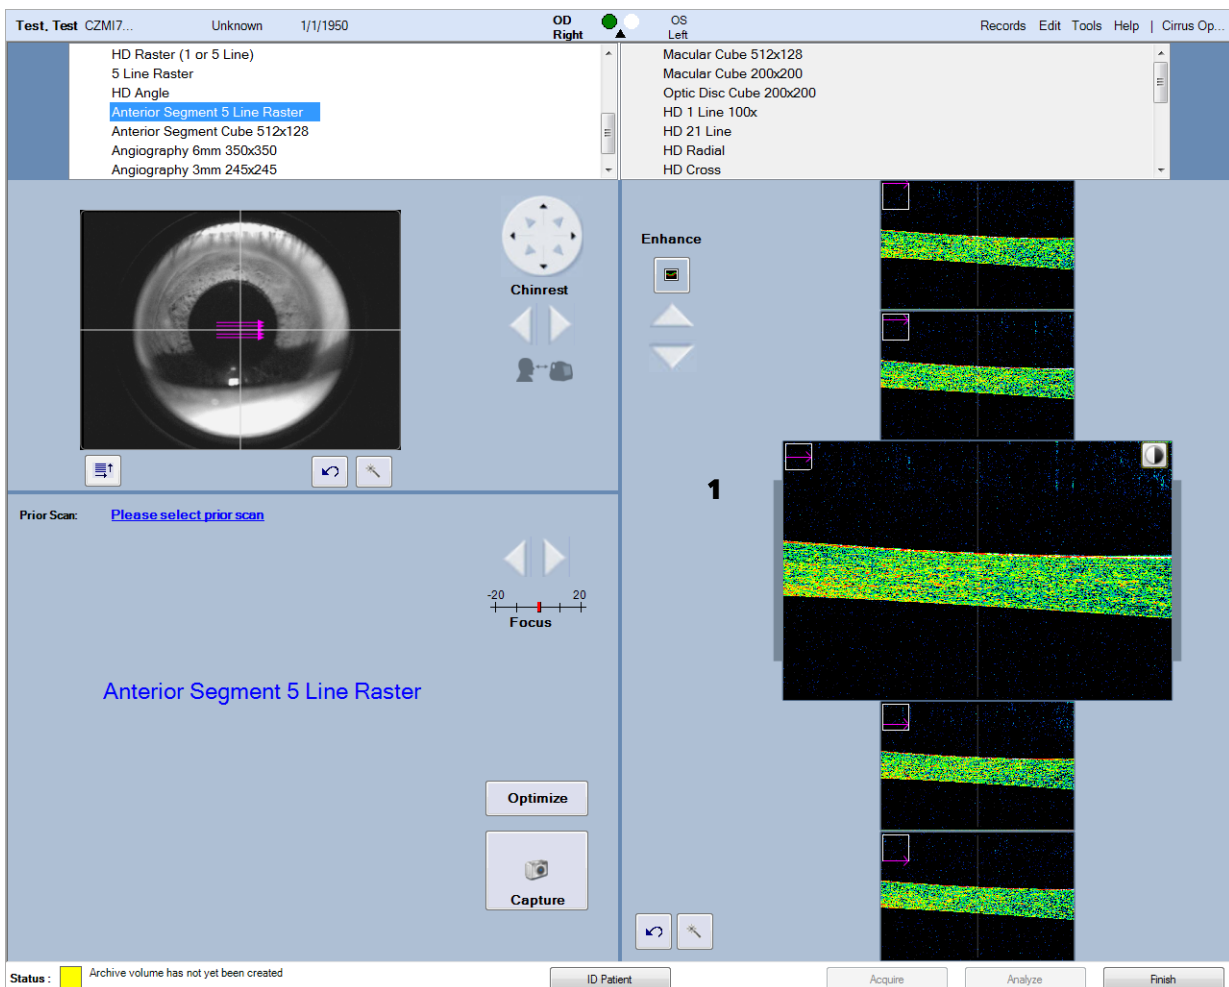 Test, Test CZMI7... Unknown 1/1/1950 OD Right OS Left Records Edit Tools Help | Cirrus Op...
HD Raster (1 or 5 Line)
5 Line Raster
HD Angle
Anterior Segment 5 Line Raster
Anterior Segment Cube 512x128
Angiography 6mm 350x350
Angiography 3mm 245x245
Macular Cube 512x128
Macular Cube 200x200
Optic Disc Cube 200x200
HD 1 Line 100x
HD 21 Line
HD Radial
HD Cross
Chinrest
Enhance
1
Prior Scan: Please select prior scan
-20 20
Focus
Anterior Segment 5 Line Raster
Optimize
Capture
Status : Archive volume has not yet been created
ID Patient
Acquire
Analyze
Finish